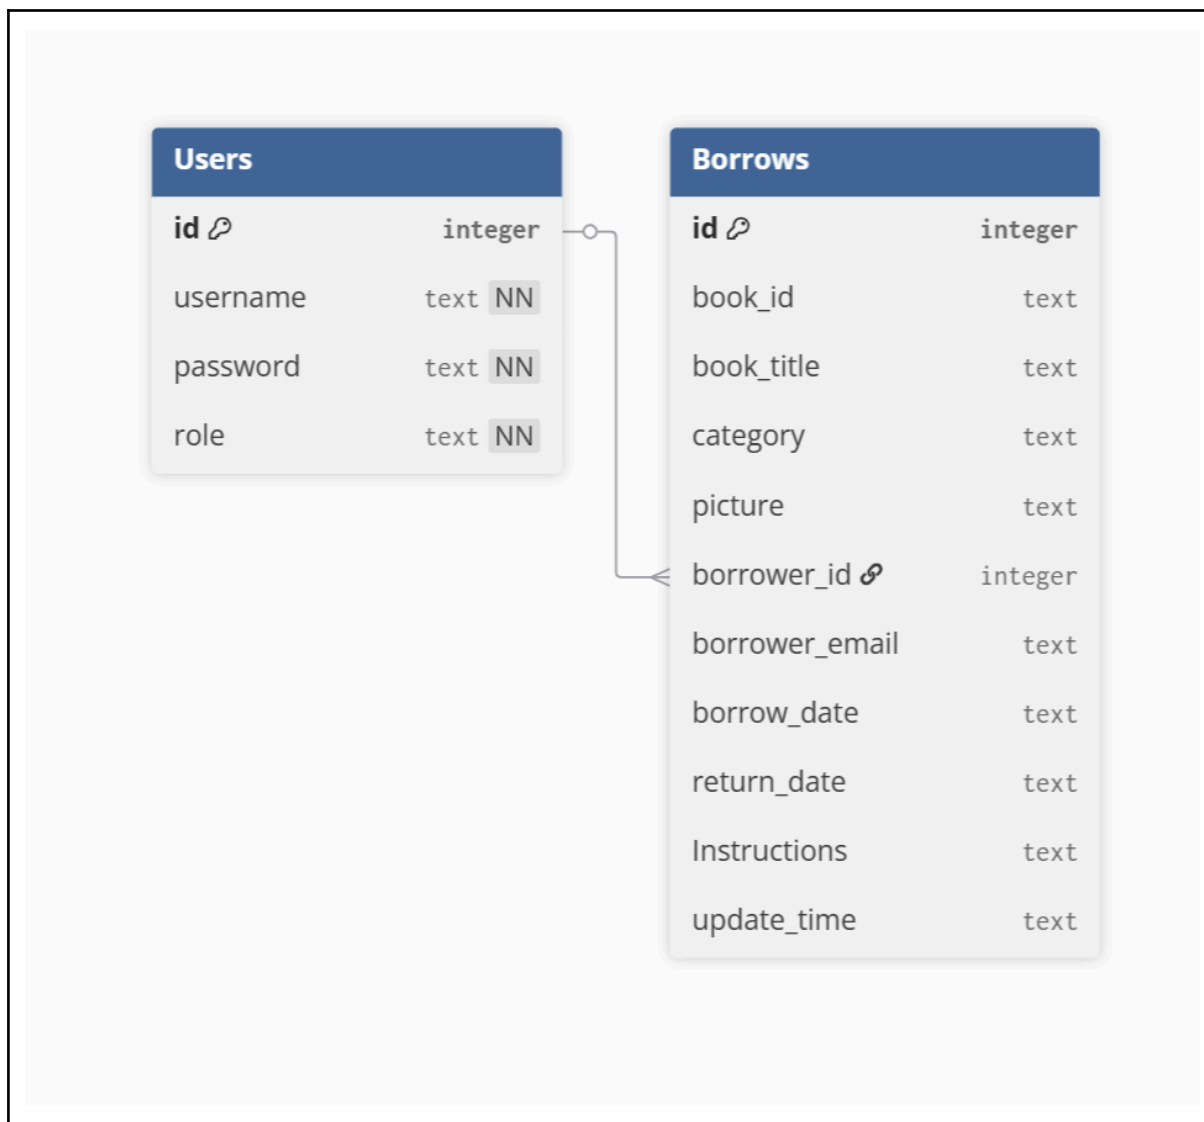 Users
id integer
username text NN
password text NN
role text NN
Borrows
id integer
book_id text
book_title text
category text
picture text
borrower_id integer
borrower_email text
borrow_date text
return_date text
Instructions text
update_time text